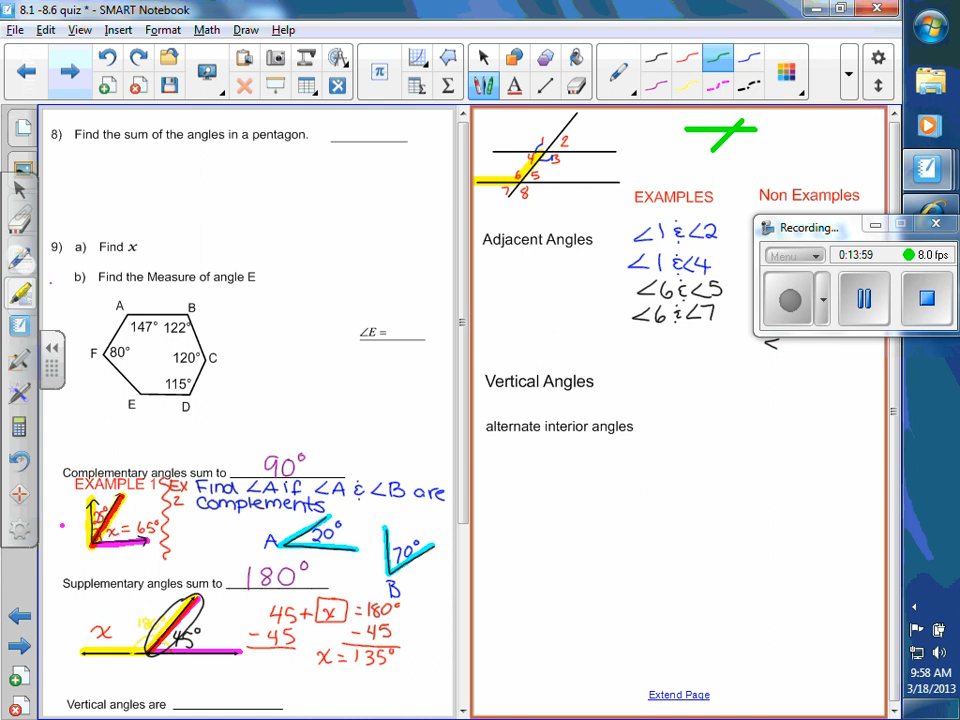 8.1 -8.6 quiz * - SMART Notebook
File Edit View Insert Format Math Draw Help
8) Find the sum of the angles in a pentagon.
9) a) Find x
b) Find the Measure of angle E
A
B
147° 122°
F 80°
120° C
115°
E
D
∠E =
Complementary angles sum to 90°
EXAMPLE 1
EX 2
Find ∠A if ∠A & ∠B are
complements
25°
x = 65°
A 20°
70°
B
Supplementary angles sum to 180°
180°
x
45°
45 + x = 180°
- 45 - 45
x = 135°
Vertical angles are
1 2
4 3
6 5
7 8
EXAMPLES
Non Examples
Adjacent Angles
∠1 & ∠2
∠1 & ∠4
∠6 & ∠5
∠6 & ∠7
<
Vertical Angles
alternate interior angles
Extend Page
Recording...
Menu
0:13:59
8.0 fps
9:58 AM
3/18/2013